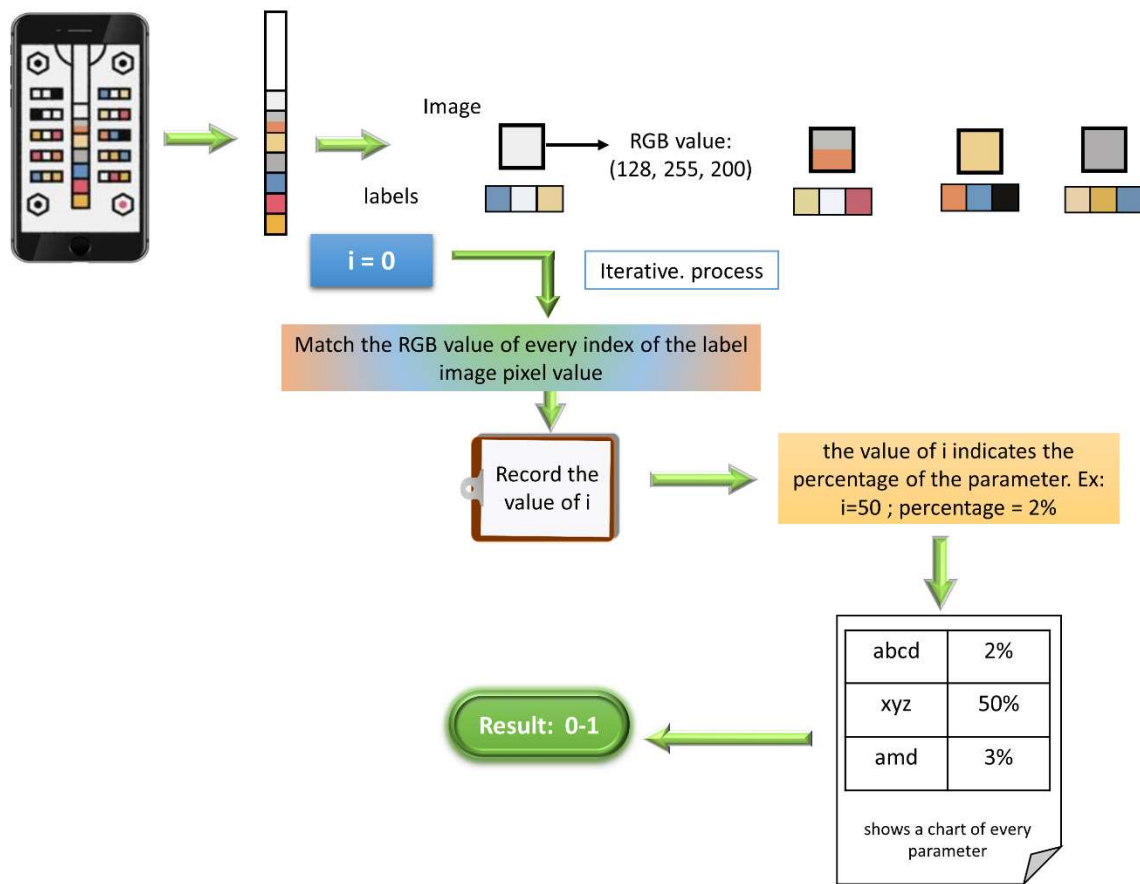 Image
RGB value:
(128, 255, 200)
labels
i = 0
Iterative. process
Match the RGB value of every index of the label
image pixel value
Record the
value of i
the value of i indicates the
percentage of the parameter. Ex:
i=50 ; percentage = 2%
abcd 2%
xyz 50%
amd 3%
shows a chart of every
parameter
Result: 0-1